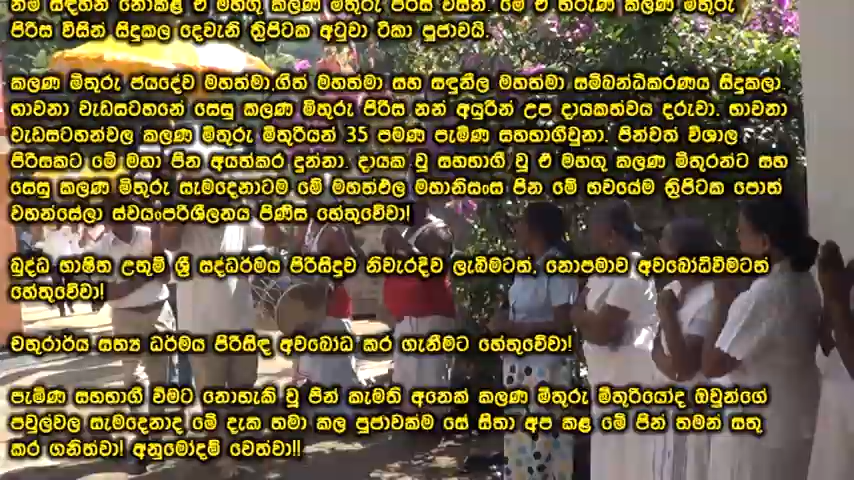 නම් සඳහන් නොකළ ඒ මහගු කලණ මිතුරු පිරිස විසිනි. මේ ඒ තරුණ කලණ මිතුරු
පිරිස විසින් සිදුකල දෙවැනි ත්‍රිපිටක අටුවා ටීකා පූජාවයි.
කලණ මිතුරු ජයදේව මහත්මා,ගීත් මහත්මා සහ සඳුනීල මහත්මා සම්බන්ධීකරණය සිදුකලා.
භාවනා වැඩසටහනේ සෙසු කලණ මිතුරු පිරිස නන් අයුරින් උප දායකත්වය දැරුවා. භාවනා
වැඩසටහන්වල කලණ මිතුරු මිතුරියන් 35 පමණ පැමිණ සහභාගීවුනා. පින්වත් විශාල
පිරිසකට මේ මහා පින අයත්කර දුන්නා. දායක වූ සහභාගී වූ ඒ මහගු කලණ මිතුරන්ට සහ
සෙසු කලණ මිතුරු සැමදෙනාටම මේ මහත්ඵල මහානිසංස පින මේ භවයේම ත්‍රිපිටක පොත්
වහන්සේලා ස්වයංපරිශීලනය පිණිස හේතුවේවා!
බුද්ධ භාෂිත උතුම් ශ්‍රී සද්ධර්මය පිරිසිදුව නිවැරදිව ලැබීමටත්, නොපමාව අවබෝධවීමටත්
හේතුවේවා!
චතුරාර්ය සත්‍ය ධර්මය පිරිසිඳ අවබෝධ කර ගැනීමට හේතුවේවා!
පැමිණ සහභාගී වීමට නොහැකි වූ පින් කැමති අනෙක් කලණ මිතුරු මිතුරියෝද ඔවුන්ගේ
පවුල්වල සැමදෙනාද මේ දැක තමා කල පූජාවක්ම සේ සිතා අප කළ මේ පින් තමන් සතු
කර ගනිත්වා! අනුමෝදම් වෙත්වා!!